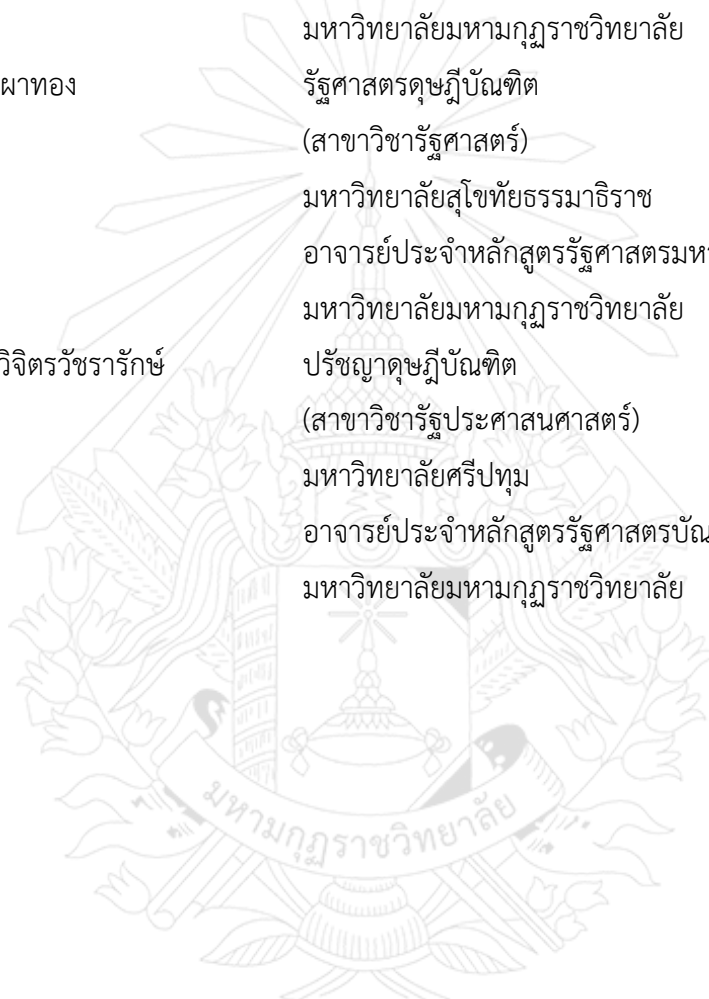 มหาวิทยาลัยมหามกุฏราชวิทยาลัย
ผาทอง รัฐศาสตรดุษฎีบัณฑิต
(สาขาวิชารัฐศาสตร์)
มหาวิทยาลัยสุโขทัยธรรมาธิราช
อาจารย์ประจำหลักสูตรรัฐศาสตรมหา
มหาวิทยาลัยมหามกุฏราชวิทยาลัย
วิจิตรวัชรารักษ์ ปรัชญาดุษฎีบัณฑิต
(สาขาวิชารัฐประศาสนศาสตร์)
มหาวิทยาลัยศรีปทุม
อาจารย์ประจำหลักสูตรรัฐศาสตรบัณ
มหาวิทยาลัยมหามกุฏราชวิทยาลัย
มหามกุฏราชวิทยาลัย